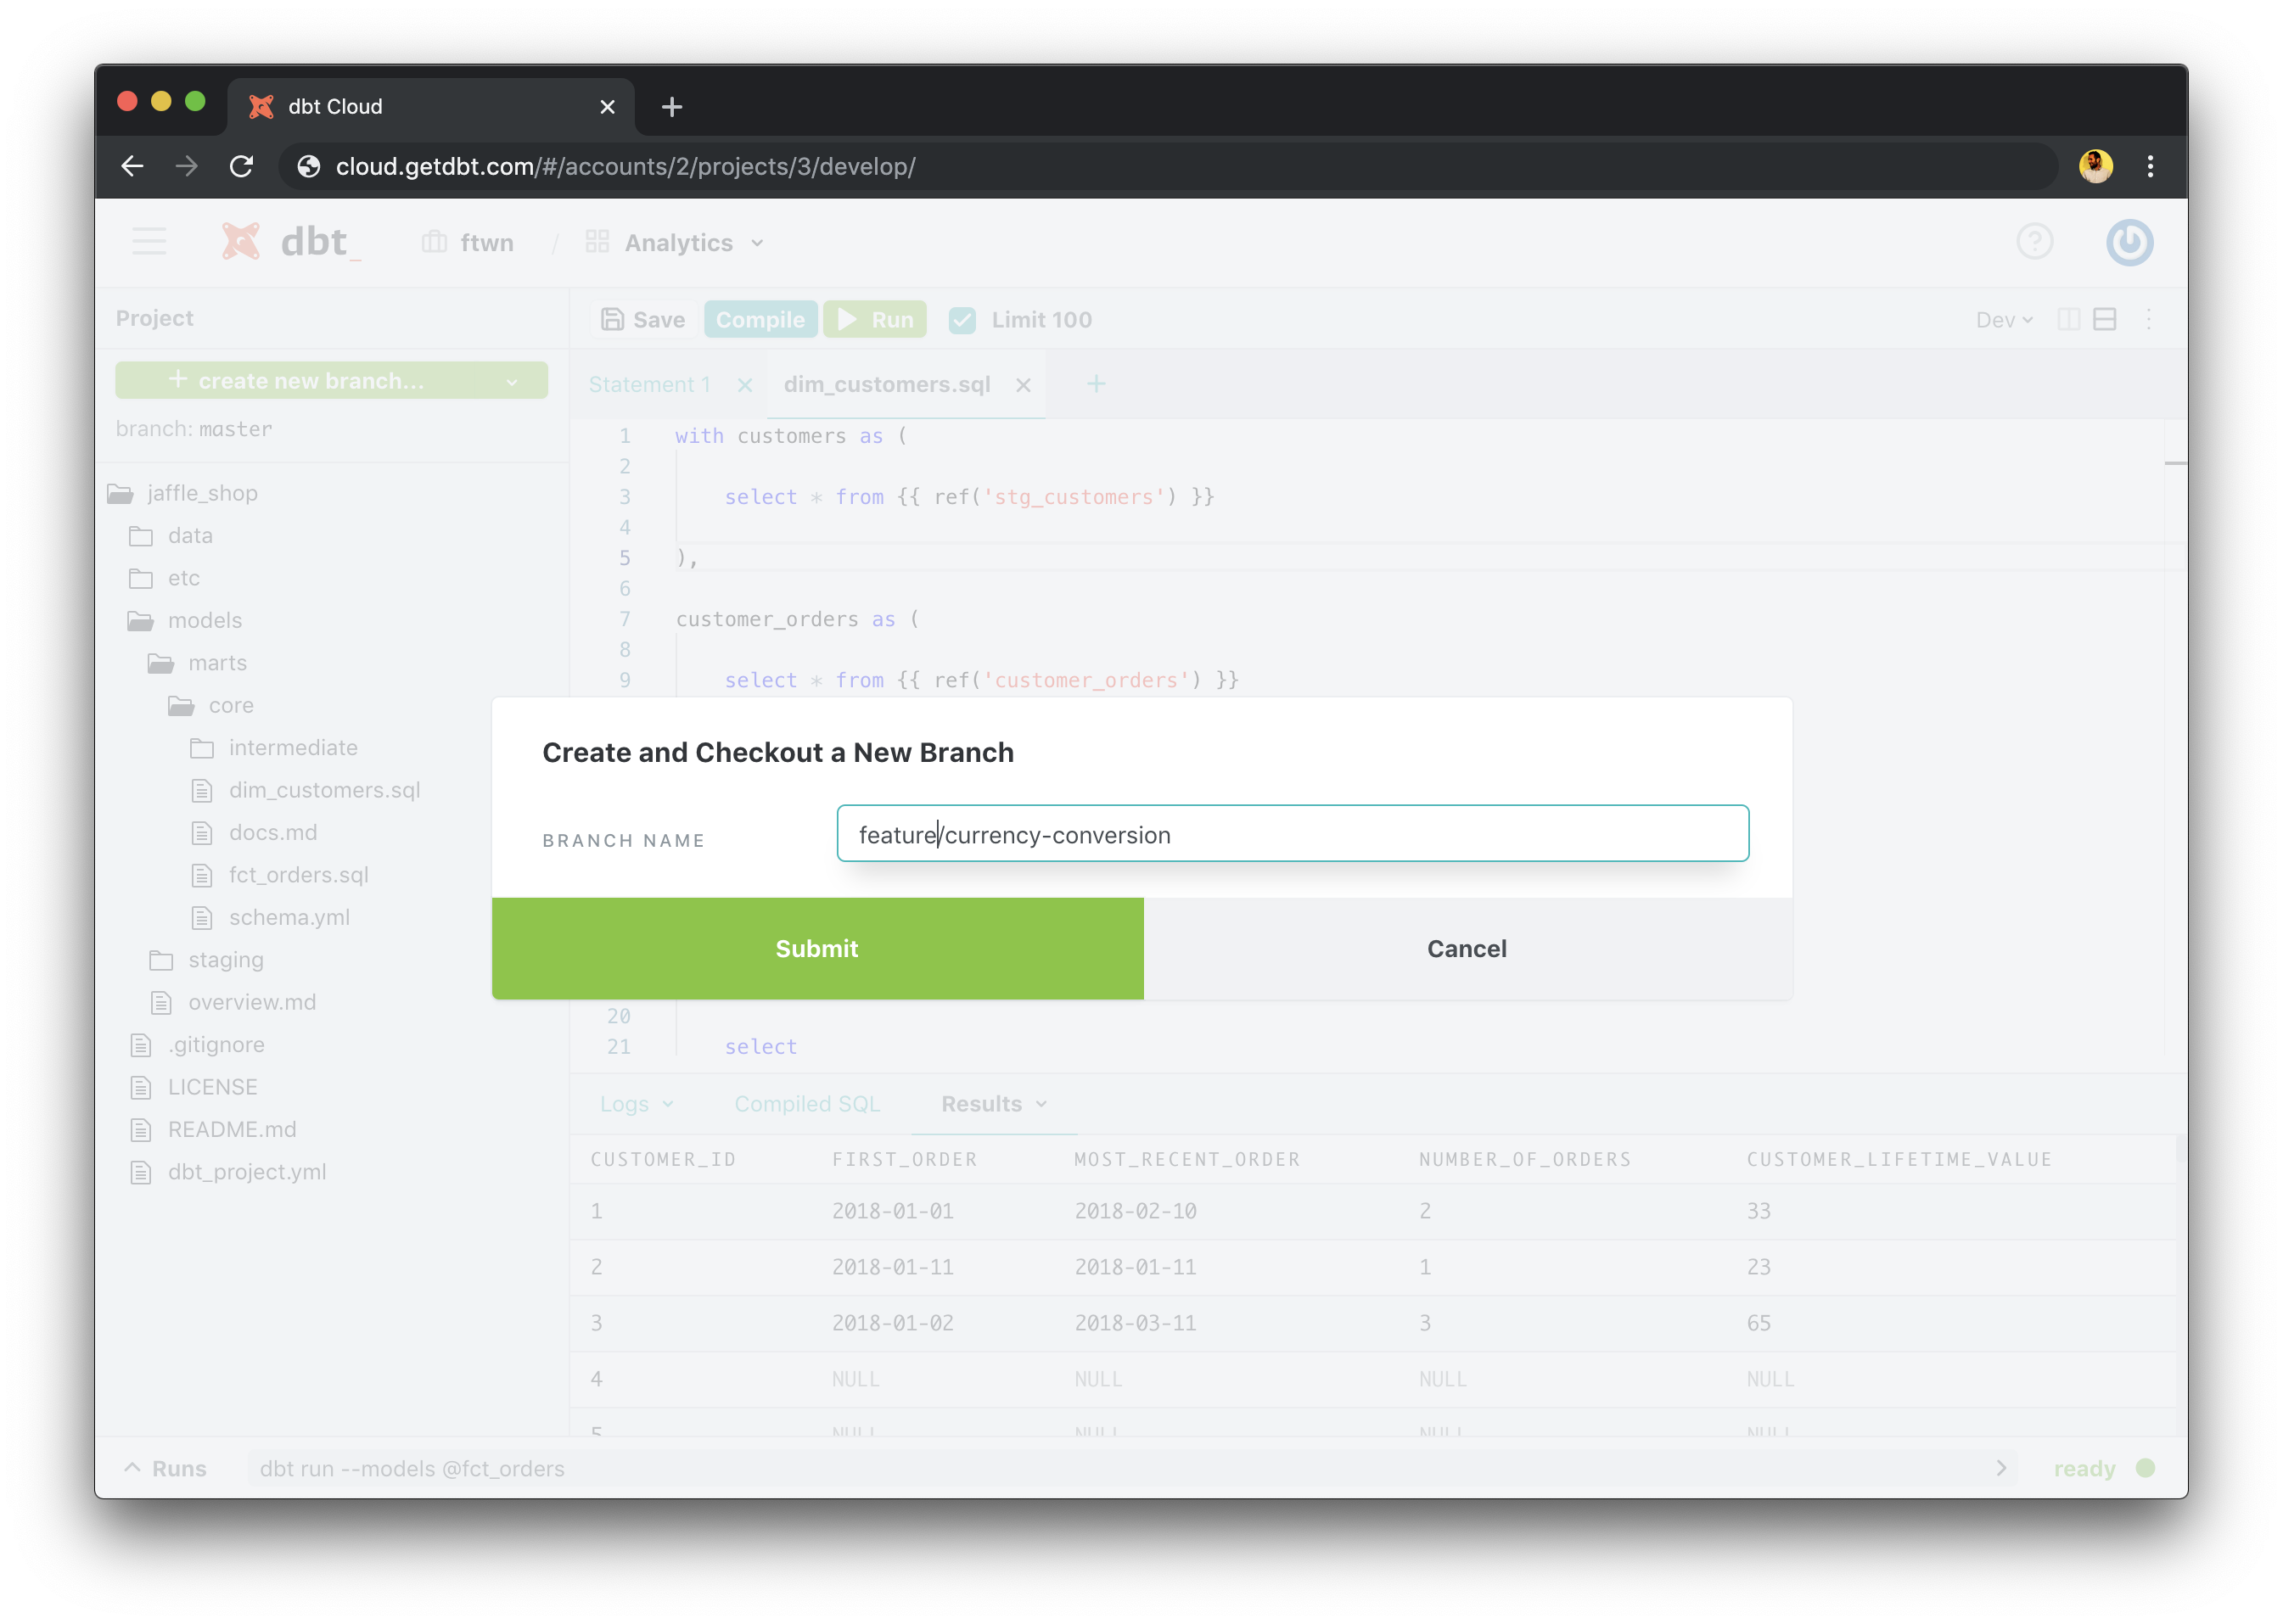 dbt Cloud
cloud.getdbt.com/#/accounts/2/projects/3/develop/
dbt_
ftwn / Analytics
Project
Save Compile Run Limit 100 Dev
+ create new branch...
branch: master
Statement 1 dim_customers.sql
jaffle_shop
data
etc
models
marts
core
intermediate
dim_customers.sql
docs.md
fct_orders.sql
schema.yml
staging
overview.md
.gitignore
LICENSE
README.md
dbt_project.yml
1 with customers as (
2
3 select * from {{ ref('stg_customers') }}
4
5 ),
6
7 customer_orders as (
8
9 select * from {{ ref('customer_orders') }}
Create and Checkout a New Branch
BRANCH NAME feature/currency-conversion
Submit Cancel
20
21 select
Logs Compiled SQL Results
CUSTOMER_ID FIRST_ORDER MOST_RECENT_ORDER NUMBER_OF_ORDERS CUSTOMER_LIFETIME_VALUE
1 2018-01-01 2018-02-10 2 33
2 2018-01-11 2018-01-11 1 23
3 2018-01-02 2018-03-11 3 65
4 NULL NULL NULL NULL
5 NULL NULL NULL NULL
Runs dbt run --models @fct_orders ready